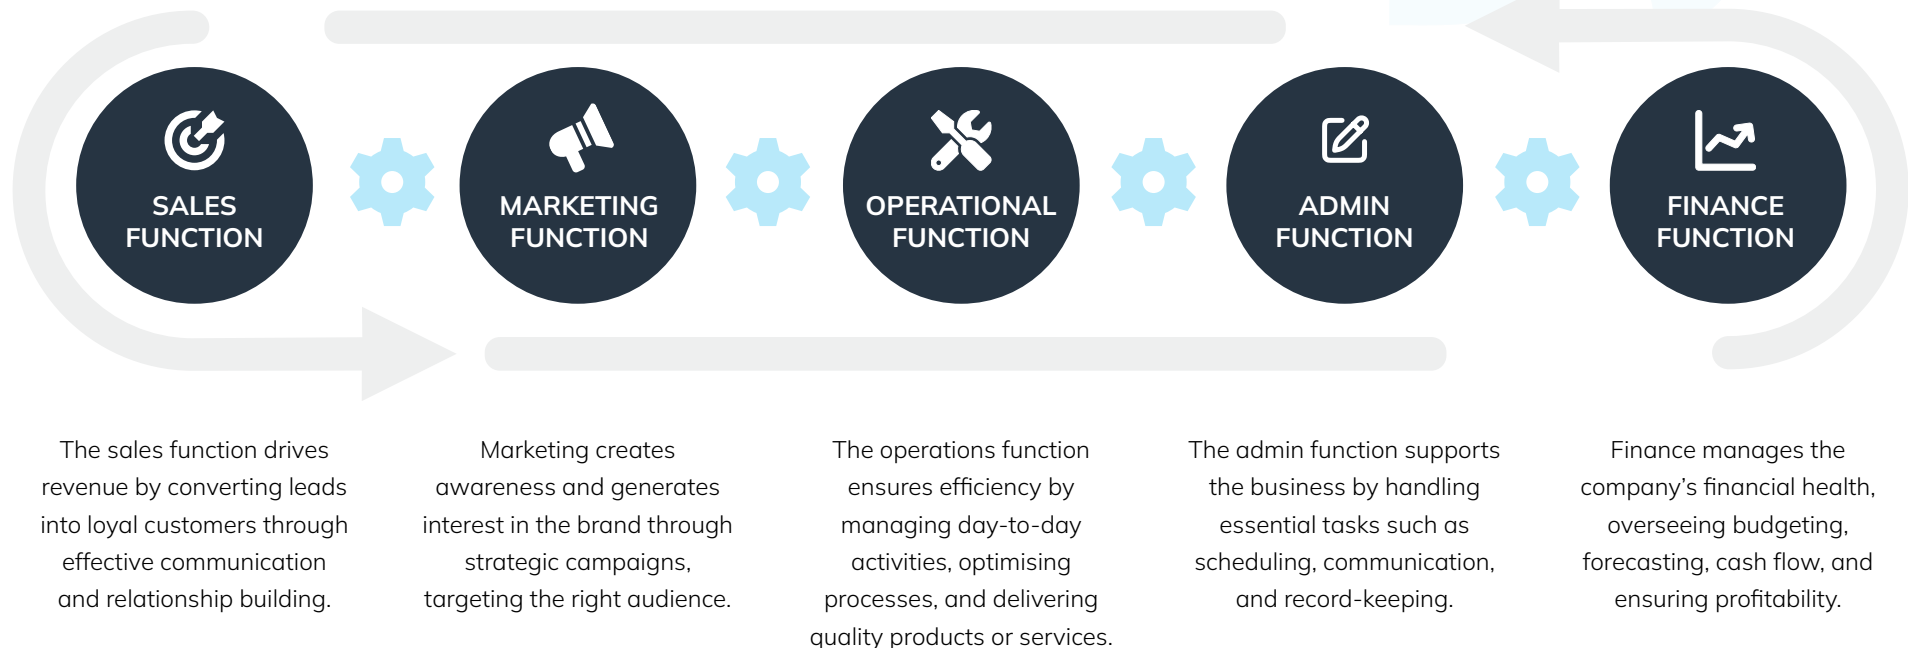 SALES
FUNCTION
MARKETING
FUNCTION
OPERATIONAL
FUNCTION
ADMIN
FUNCTION
FINANCE
FUNCTION
The sales function drives
revenue by converting leads
into loyal customers through
effective communication
and relationship building.
Marketing creates
awareness and generates
interest in the brand through
strategic campaigns,
targeting the right audience.
The operations function
ensures efficiency by
managing day-to-day
activities, optimising
processes, and delivering
quality products or services.
The admin function supports
the business by handling
essential tasks such as
scheduling, communication,
and record-keeping.
Finance manages the
company’s financial health,
overseeing budgeting,
forecasting, cash flow, and
ensuring profitability.